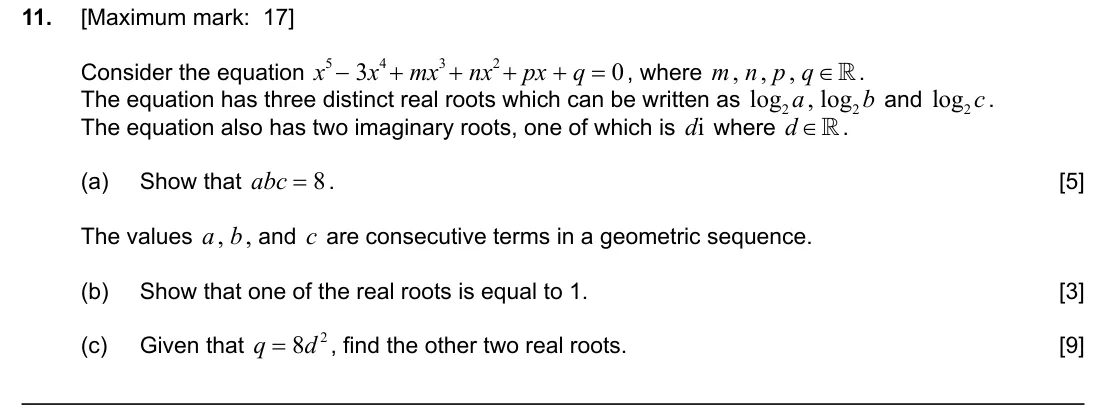 11. [Maximum mark: 17]
Consider the equation x⁵ − 3x⁴ + mx³ + nx² + px + q = 0, where m, n, p, q ∈ ℝ.
The equation has three distinct real roots which can be written as log₂a, log₂b and log₂c.
The equation also has two imaginary roots, one of which is di where d ∈ ℝ.
(a) Show that abc = 8. [5]
The values a, b, and c are consecutive terms in a geometric sequence.
(b) Show that one of the real roots is equal to 1. [3]
(c) Given that q = 8d², find the other two real roots. [9]